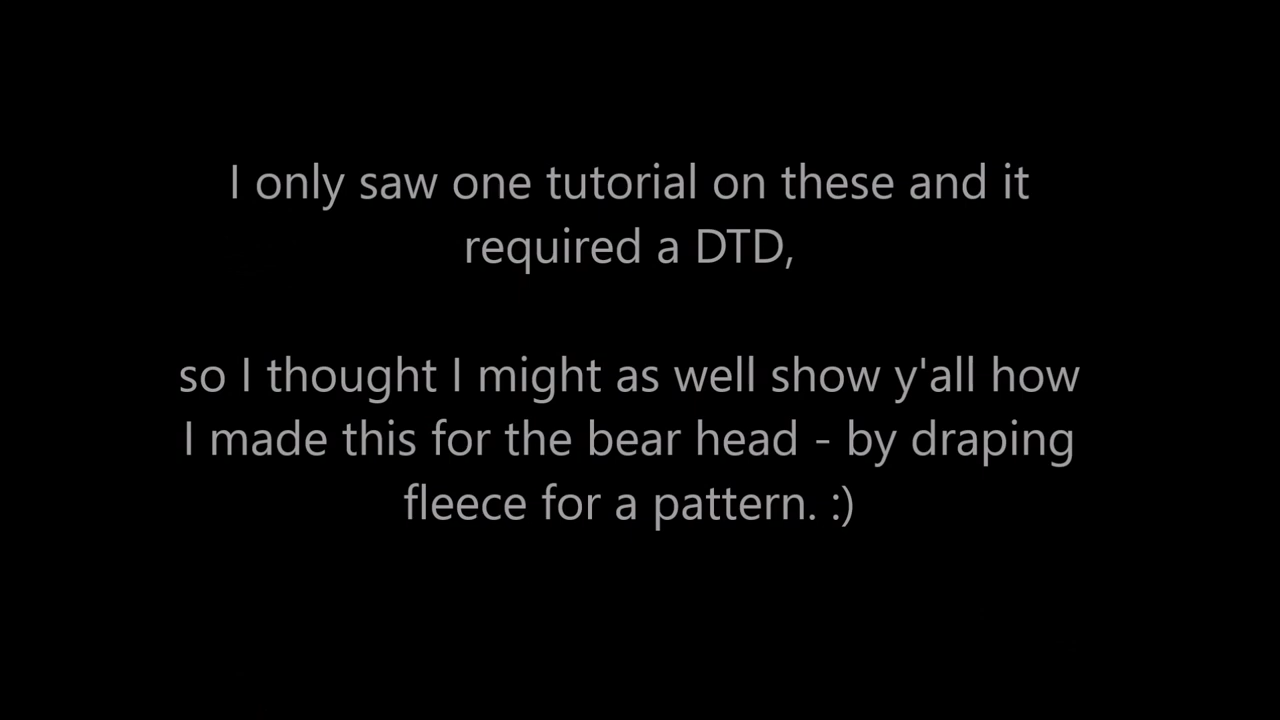 I only saw one tutorial on these and it
required a DTD,
so I thought I might as well show y'all how
I made this for the bear head - by draping
fleece for a pattern. :)